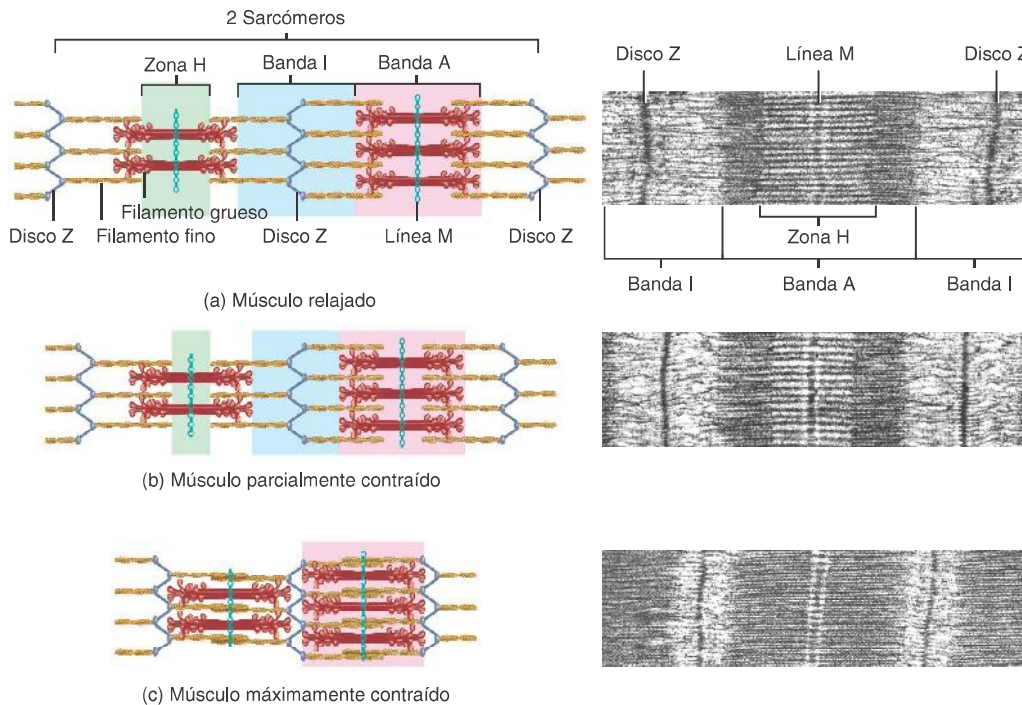 2 Sarcómeros
Zona H
Banda I
Banda A
Filamento grueso
Disco Z
Filamento fino
Disco Z
Línea M
Disco Z
(a) Músculo relajado
Disco Z
Línea M
Disco Z
Zona H
Banda I
Banda A
Banda I
(b) Músculo parcialmente contraído
(c) Músculo máximamente contraído